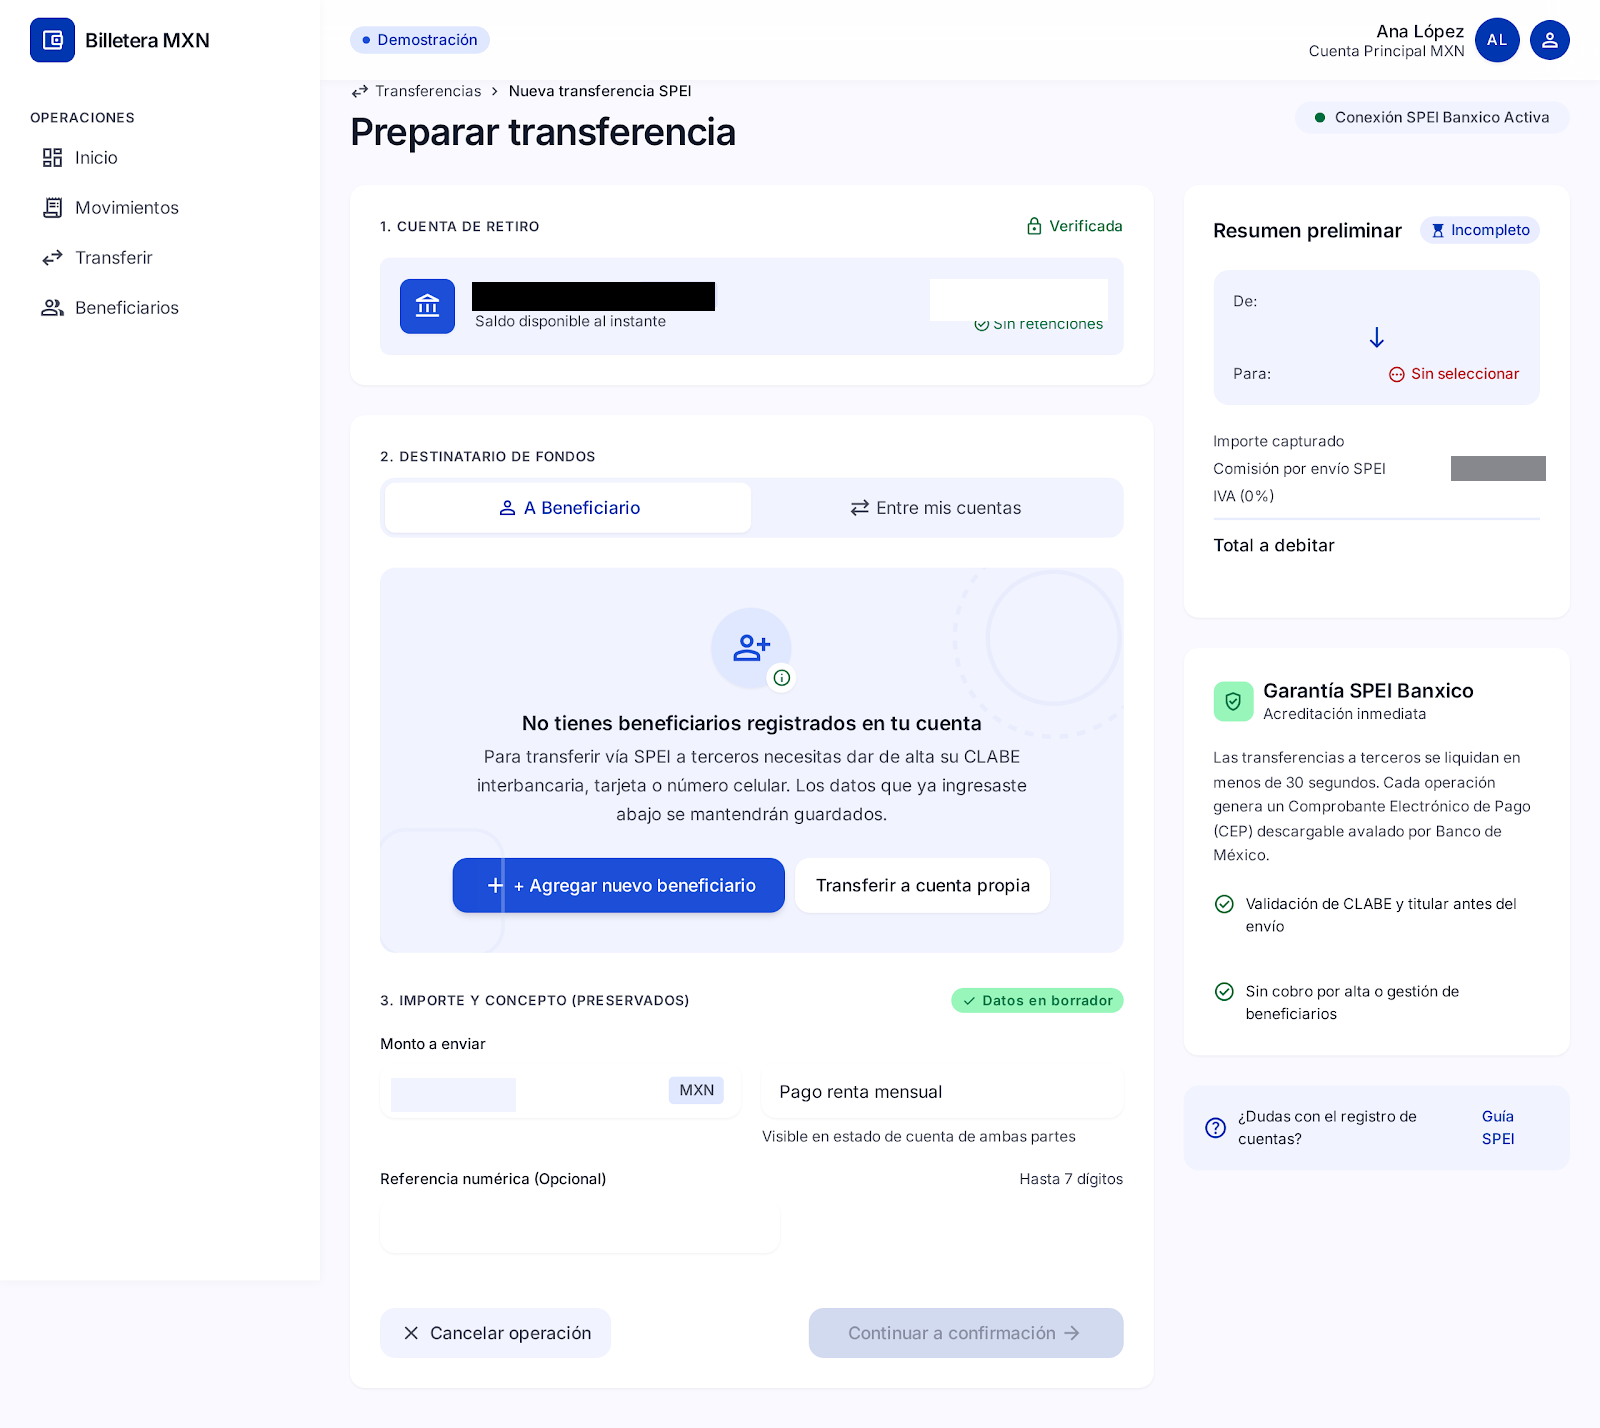 Billetera MXN
Demostración
Ana López
Cuenta Principal MXN
AL
OPERACIONES
Inicio
Movimientos
Transferir
Beneficiarios
Transferencias > Nueva transferencia SPEI
Preparar transferencia
Conexión SPEI Banxico Activa
1. CUENTA DE RETIRO
Verificada
Saldo disponible al instante
Sin retenciones
2. DESTINATARIO DE FONDOS
A Beneficiario
Entre mis cuentas
No tienes beneficiarios registrados en tu cuenta
Para transferir vía SPEI a terceros necesitas dar de alta su CLABE
interbancaria, tarjeta o número celular. Los datos que ya ingresaste
abajo se mantendrán guardados.
+ Agregar nuevo beneficiario
Transferir a cuenta propia
3. IMPORTE Y CONCEPTO (PRESERVADOS)
Datos en borrador
Monto a enviar
MXN
Pago renta mensual
Visible en estado de cuenta de ambas partes
Referencia numérica (Opcional)
Hasta 7 dígitos
Cancelar operación
Continuar a confirmación
Resumen preliminar
Incompleto
De:
Para:
Sin seleccionar
Importe capturado
Comisión por envío SPEI
IVA (0%)
Total a debitar
Garantía SPEI Banxico
Acreditación inmediata
Las transferencias a terceros se liquidan en
menos de 30 segundos. Cada operación
genera un Comprobante Electrónico de Pago
(CEP) descargable avalado por Banco de
México.
Validación de CLABE y titular antes del
envío
Sin cobro por alta o gestión de
beneficiarios
¿Dudas con el registro de
cuentas?
Guía
SPEI